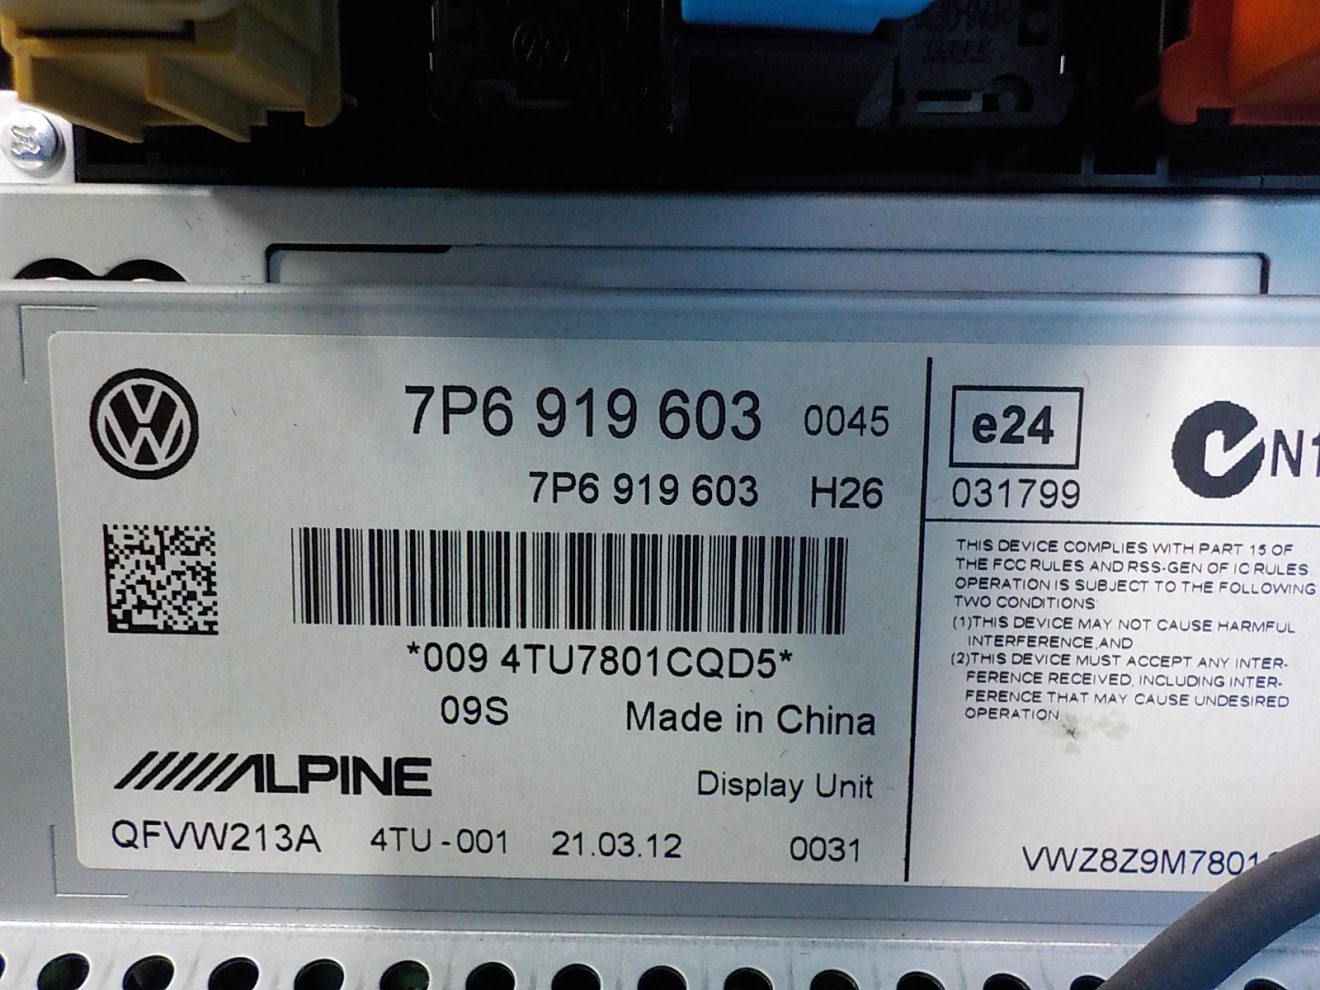 7P6 919 603 0045
7P6 919 603 H26
*009 4TU7801CQD5*
09S Made in China
ALPINE
Display Unit
QFVW213A 4TU-001 21.03.12 0031
e24
031799
N1
THIS DEVICE COMPLIES WITH PART 15 OF
THE FCC RULES AND RSS-GEN OF IC RULES
OPERATION IS SUBJECT TO THE FOLLOWING
TWO CONDITIONS:
(1)THIS DEVICE MAY NOT CAUSE HARMFUL
INTERFERENCE,AND
(2)THIS DEVICE MUST ACCEPT ANY INTER-
FERENCE RECEIVED, INCLUDING INTER-
FERENCE THAT MAY CAUSE UNDESIRED
OPERATION
VWZ8Z9M7801